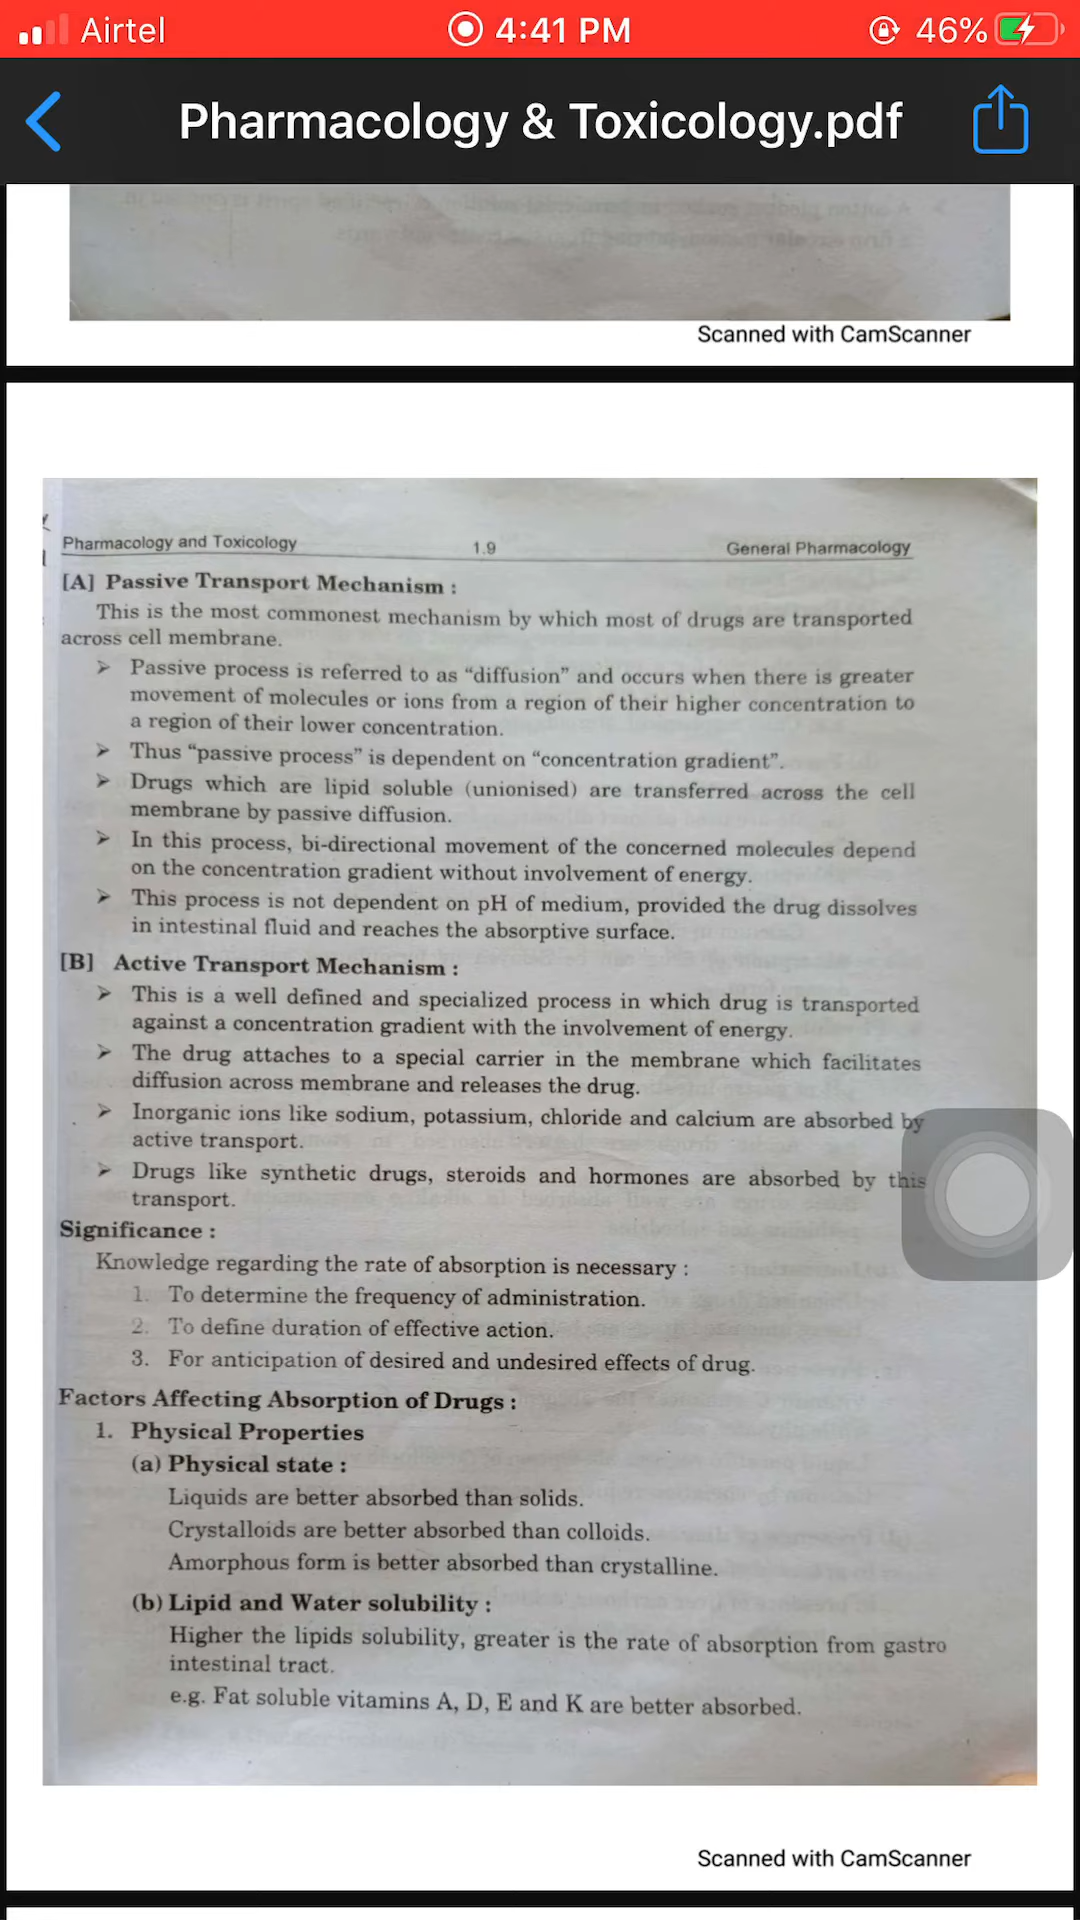 Airtel
4:41 PM
46%
Pharmacology & Toxicology.pdf
Scanned with CamScanner
Pharmacology and Toxicology 1.9 General Pharmacology
[A] Passive Transport Mechanism :
This is the most commonest mechanism by which most of drugs are transported
across cell membrane.
➢ Passive process is referred to as “diffusion” and occurs when there is greater
movement of molecules or ions from a region of their higher concentration to
a region of their lower concentration.
➢ Thus “passive process” is dependent on “concentration gradient”.
➢ Drugs which are lipid soluble (unionised) are transferred across the cell
membrane by passive diffusion.
➢ In this process, bi-directional movement of the concerned molecules depend
on the concentration gradient without involvement of energy.
➢ This process is not dependent on pH of medium, provided the drug dissolves
in intestinal fluid and reaches the absorptive surface.
[B] Active Transport Mechanism :
➢ This is a well defined and specialized process in which drug is transported
against a concentration gradient with the involvement of energy.
➢ The drug attaches to a special carrier in the membrane which facilitates
diffusion across membrane and releases the drug.
➢ Inorganic ions like sodium, potassium, chloride and calcium are absorbed by
active transport.
➢ Drugs like synthetic drugs, steroids and hormones are absorbed by this
transport.
Significance :
Knowledge regarding the rate of absorption is necessary :
1. To determine the frequency of administration.
2. To define duration of effective action.
3. For anticipation of desired and undesired effects of drug.
Factors Affecting Absorption of Drugs :
1. Physical Properties
(a) Physical state :
Liquids are better absorbed than solids.
Crystalloids are better absorbed than colloids.
Amorphous form is better absorbed than crystalline.
(b) Lipid and Water solubility :
Higher the lipids solubility, greater is the rate of absorption from gastro
intestinal tract.
e.g. Fat soluble vitamins A, D, E and K are better absorbed.
Scanned with CamScanner